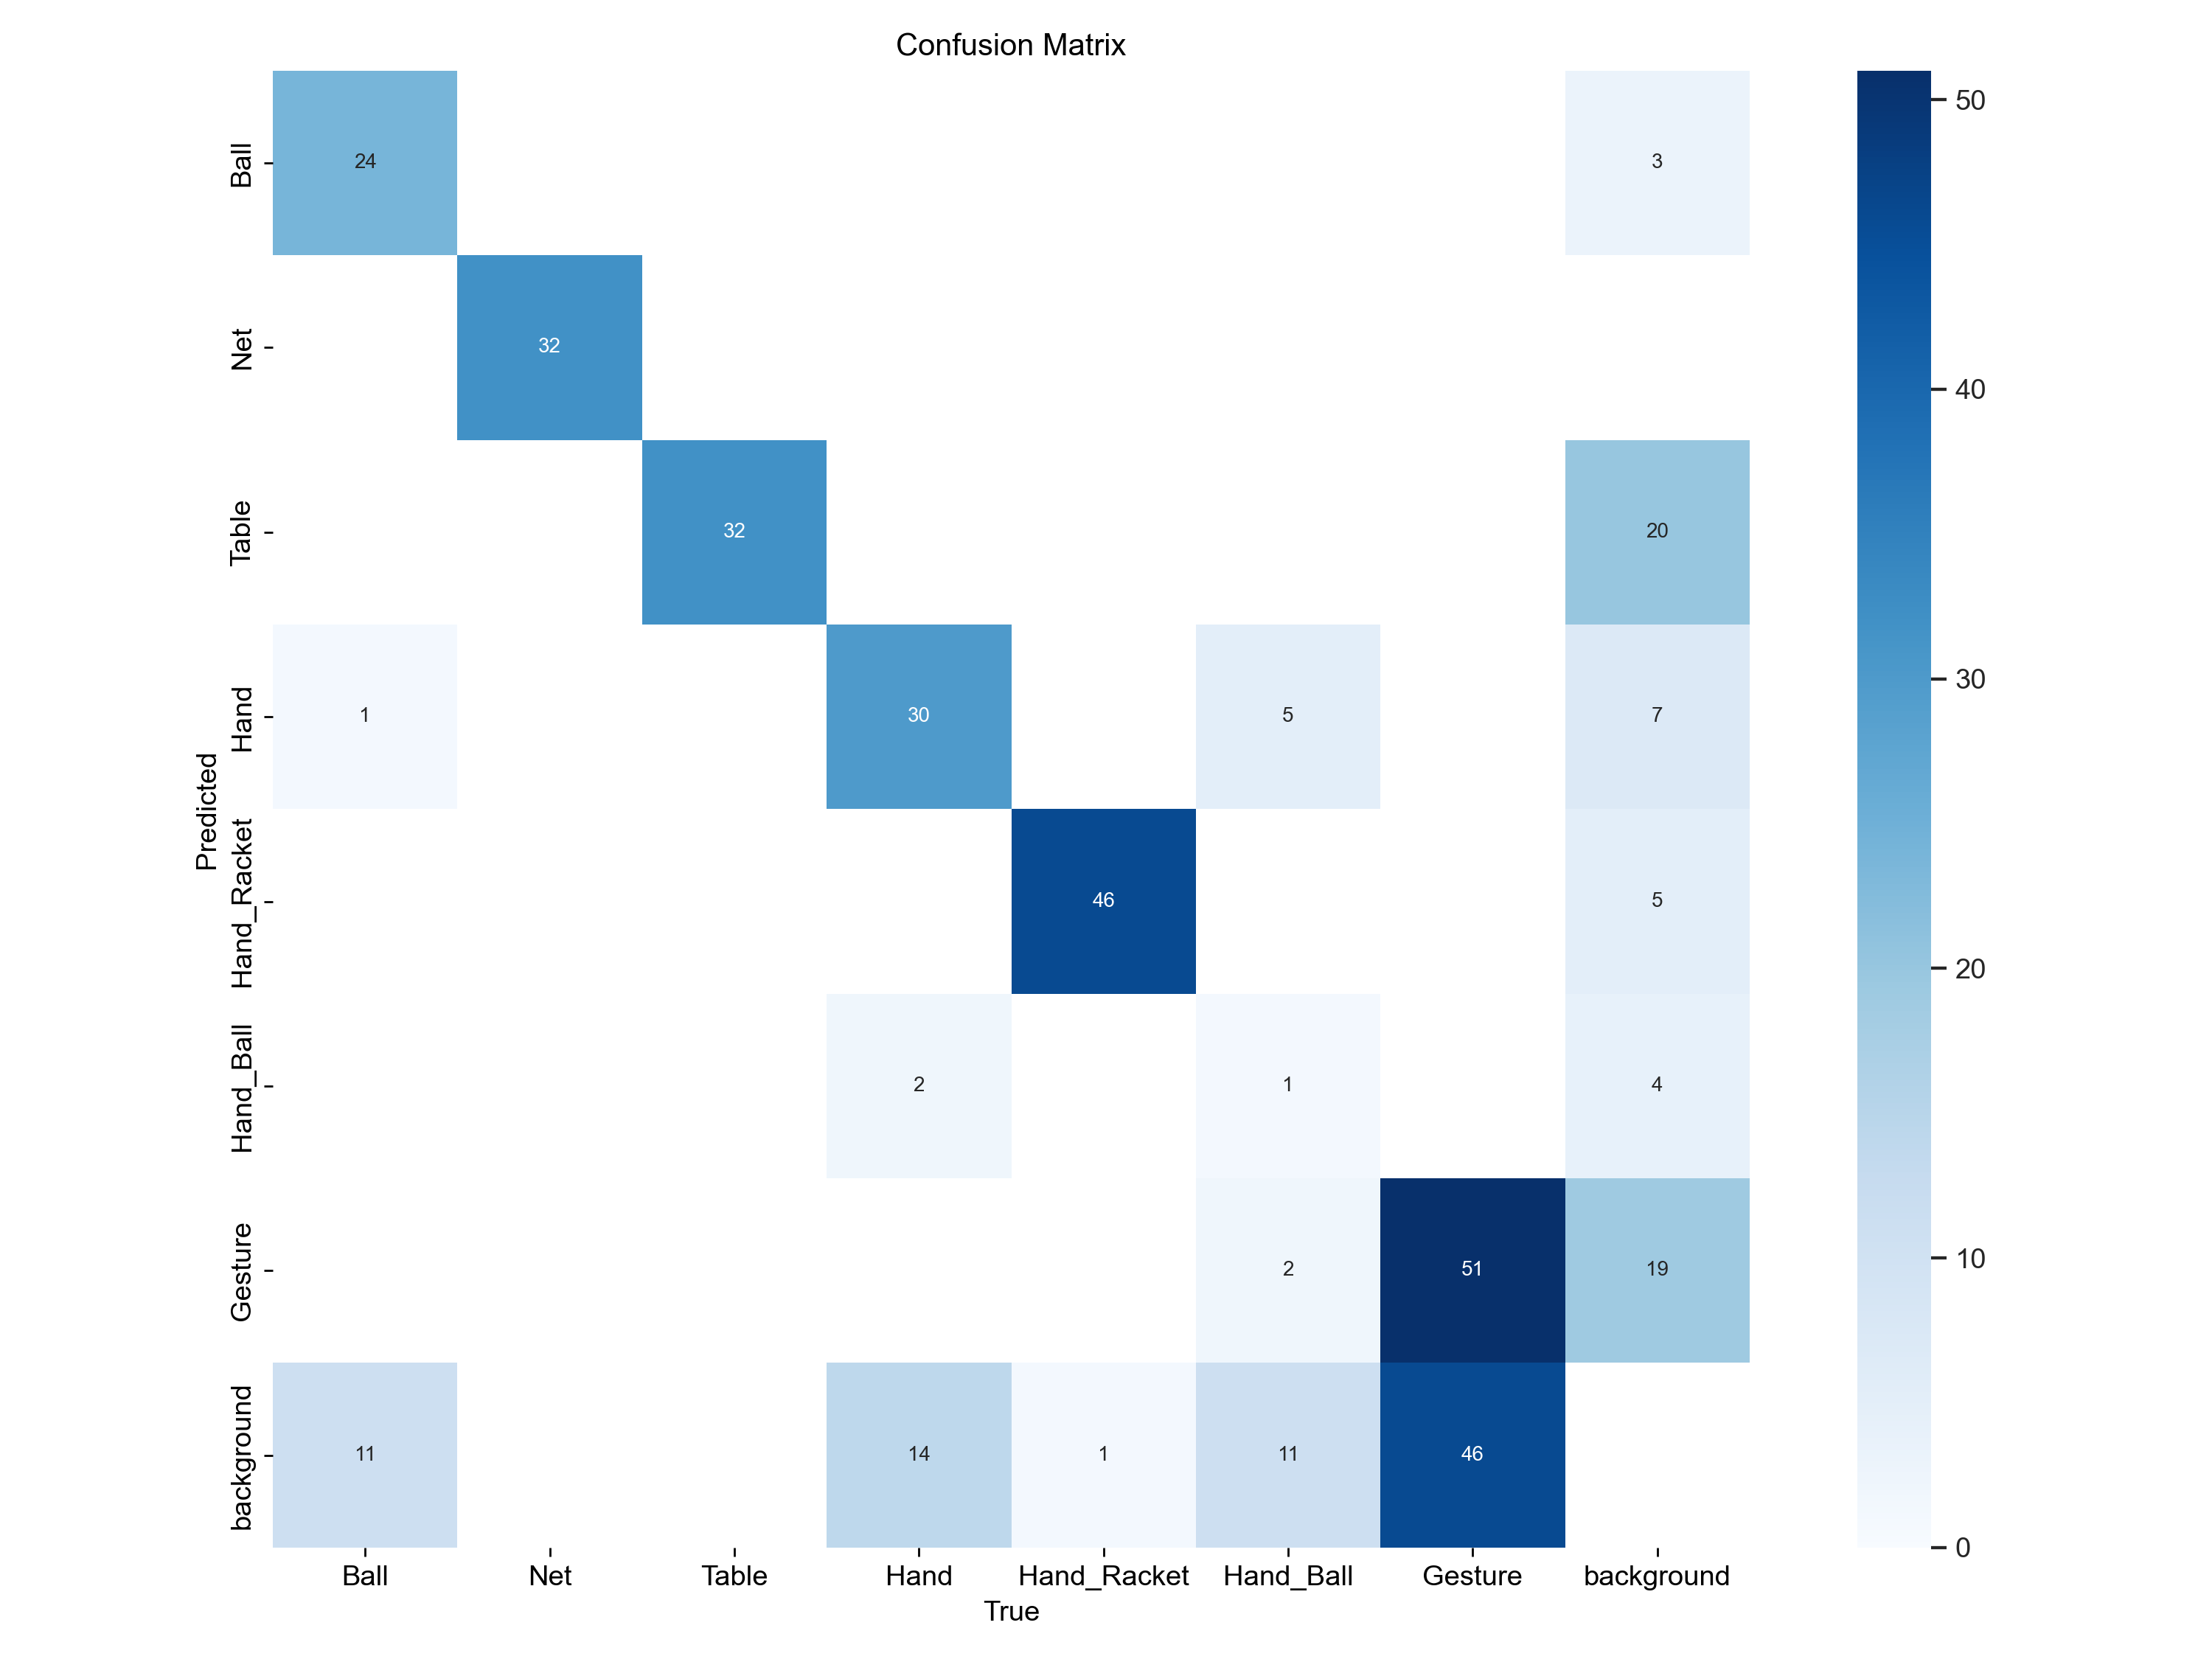 Confusion Matrix
Ball
24
3
50
Net
32
40
Table
32
20
Hand
1
30
5
7
30
Predicted
Hand_Racket
46
5
20
Hand_Ball
2
1
4
Gesture
2
51
19
10
background
11
14
1
11
46
0
Ball Net Table Hand Hand_Racket Hand_Ball Gesture background
True